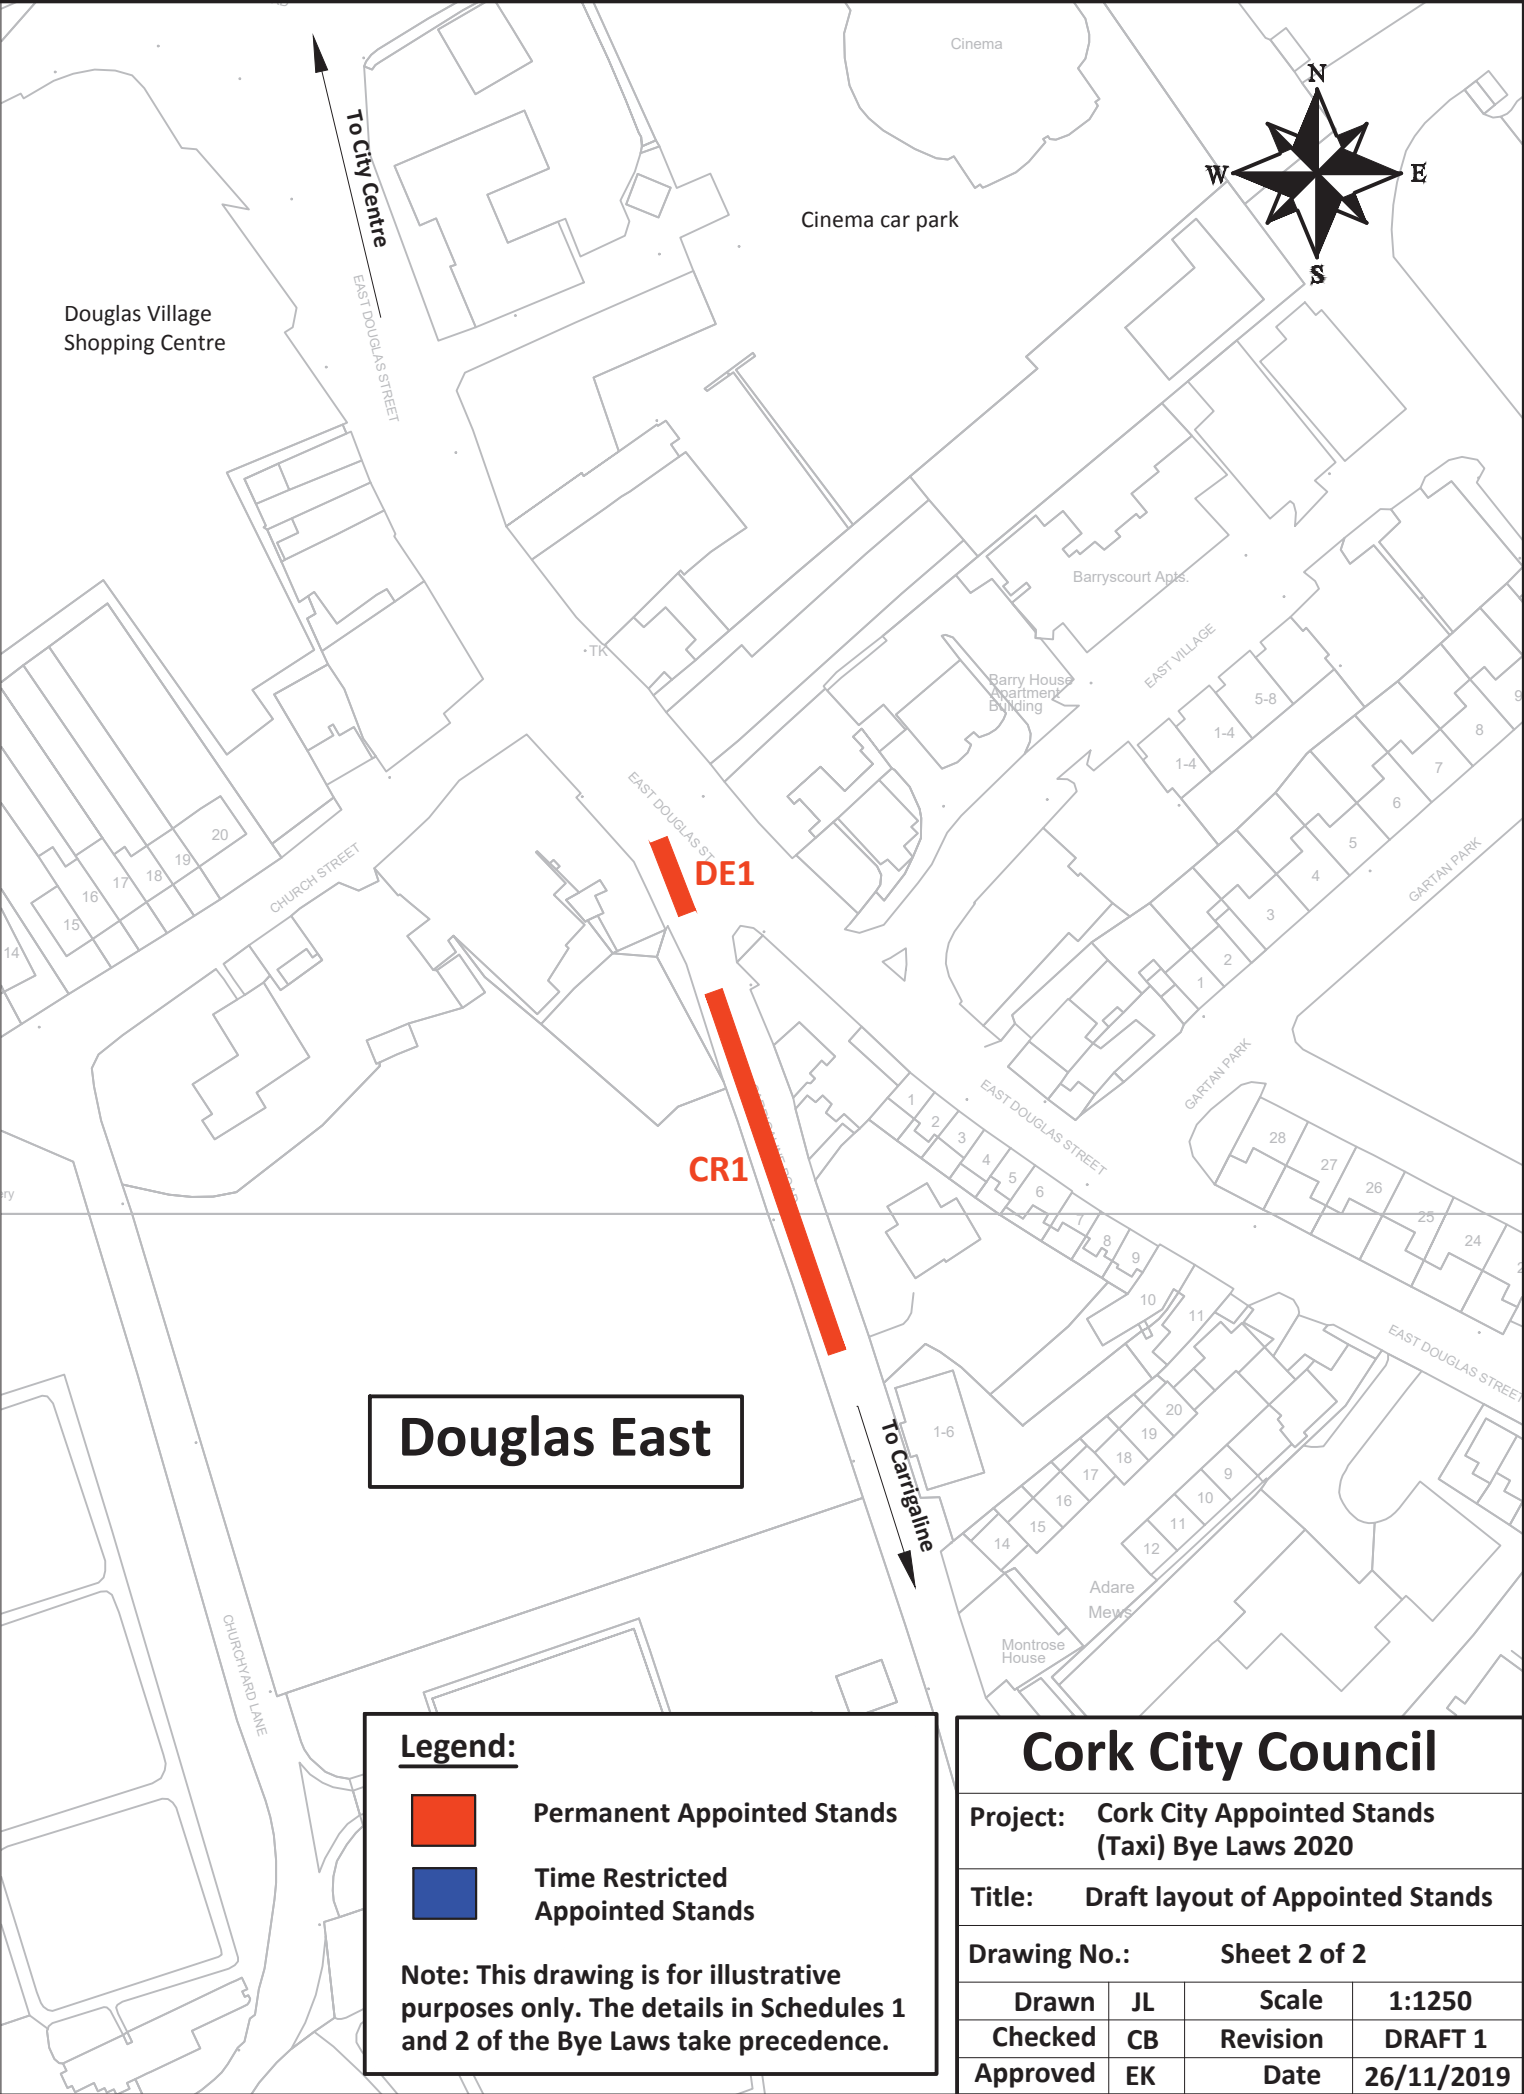 Cinema
N
W
E
S
To City Centre
Cinema car park
EAST DOUGLAS STREET
Douglas Village
Shopping Centre
Barryscourt Apts.
TK
EAST VILLAGE
Barry House
Apartment
Building
5-8
1-4
1-4
9
8
7
6
5
4
3
2
1
GARTAN PARK
EAST DOUGLAS ST
20
19
18
17
16
15
14
CHURCH STREET
DE1
GARTAN PARK
EAST DOUGLAS STREET
1
2
3
4
5
6
7
8
9
10
11
28
27
26
25
24
CR1
EAST DOUGLAS STREET
Douglas East
To Carrigaline
1-6
20
19
18
17
16
15
14
9
10
11
12
Adare
Mews
Montrose
House
CHURCHYARD LANE
Legend:
Permanent Appointed Stands
Time Restricted
Appointed Stands
Note: This drawing is for illustrative
purposes only. The details in Schedules 1
and 2 of the Bye Laws take precedence.
Cork City Council
Project: Cork City Appointed Stands
(Taxi) Bye Laws 2020
Title: Draft layout of Appointed Stands
Drawing No.: Sheet 2 of 2
Drawn JL Scale 1:1250
Checked CB Revision DRAFT 1
Approved EK Date 26/11/2019